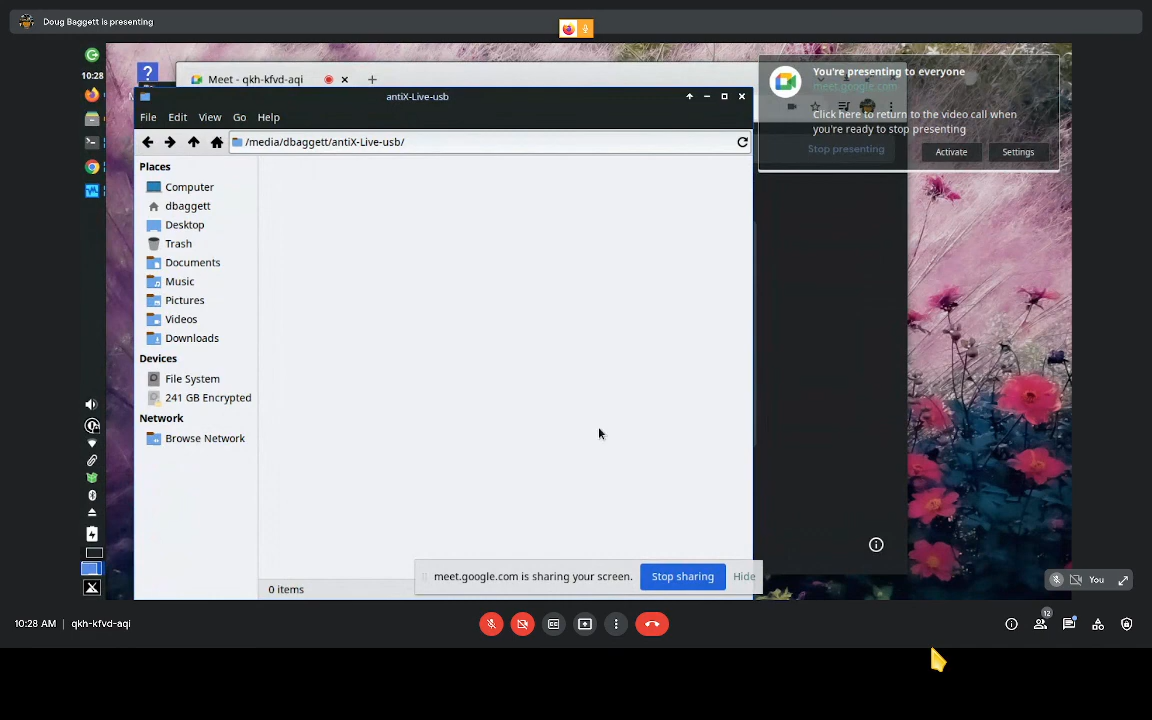 Doug Baggett is presenting
10:28
Meet - qkh-kfvd-aqi
antiX-Live-usb
File Edit View Go Help
/media/dbaggett/antiX-Live-usb/
Places
Computer
dbaggett
Desktop
Trash
Documents
Music
Pictures
Videos
Downloads
Devices
File System
241 GB Encrypted
Network
Browse Network
0 items
You're presenting to everyone
meet.google.com
Click here to return to the video call when
you're ready to stop presenting
Stop presenting
Activate
Settings
meet.google.com is sharing your screen.
Stop sharing
Hide
You
10:28 AM | qkh-kfvd-aqi
12